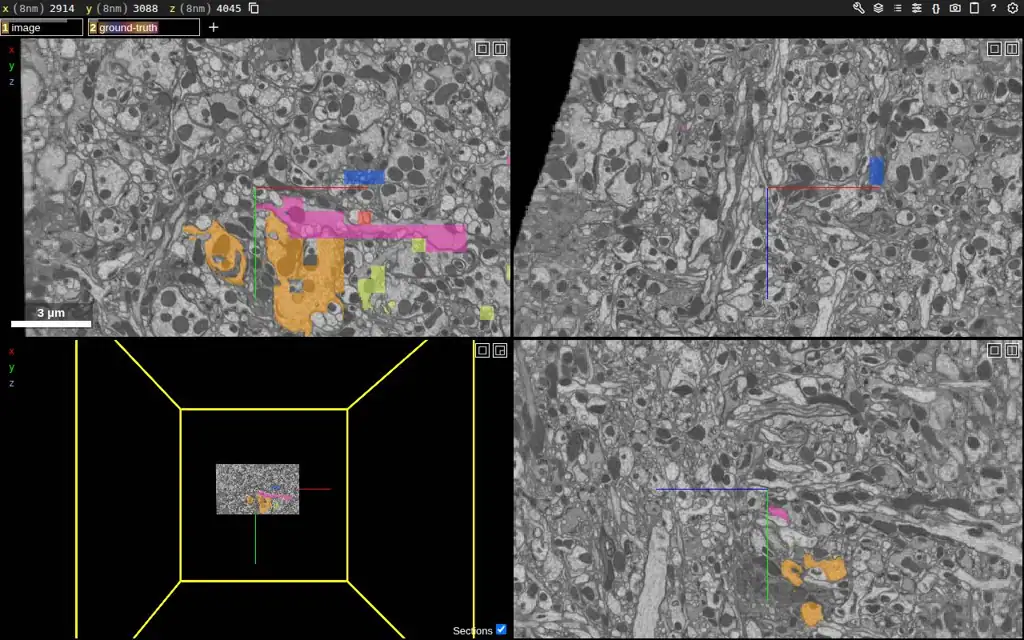 x (8nm) 2914 y (8nm) 3088 z (8nm) 4045 {} ?
1 image 2 ground-truth +
x
y
z
3 µm
x
y
z
Sections